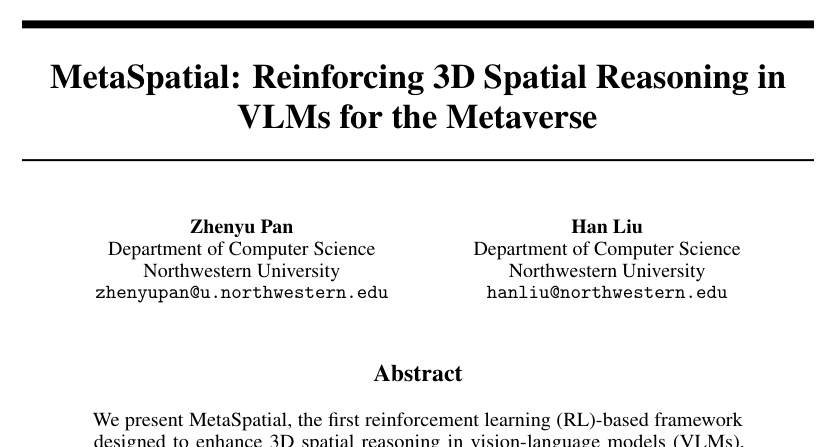 MetaSpatial: Reinforcing 3D Spatial Reasoning in
VLMs for the Metaverse
Zhenyu Pan
Department of Computer Science
Northwestern University
zhenyupan@u.northwestern.edu
Han Liu
Department of Computer Science
Northwestern University
hanliu@northwestern.edu
Abstract
We present MetaSpatial, the first reinforcement learning (RL)-based framework
designed to enhance 3D spatial reasoning in vision-language models (VLMs),